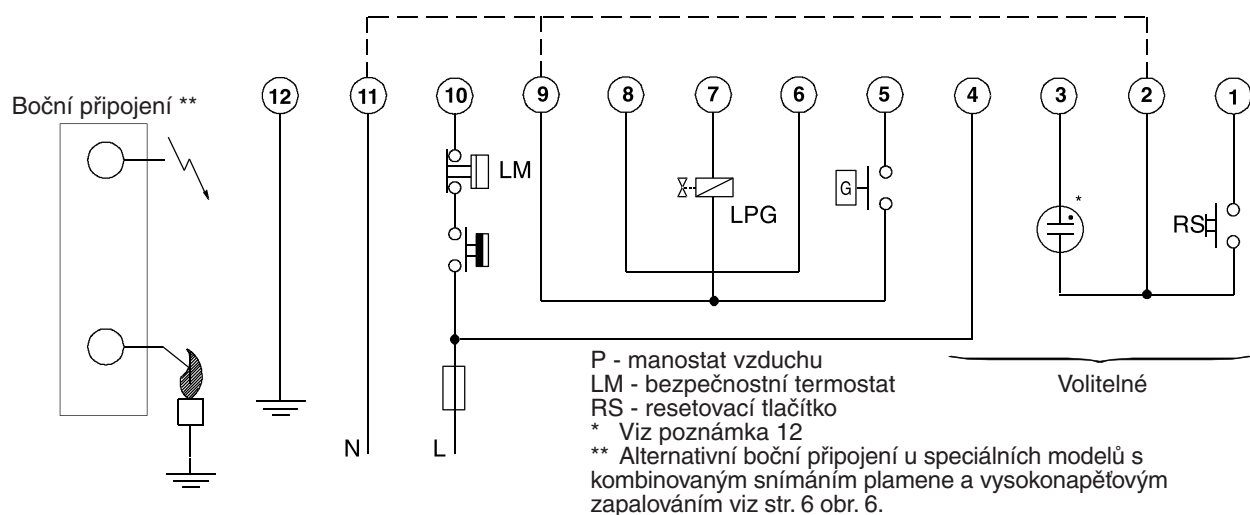 Boční připojení **
12
11
10
9
8
7
6
5
4
3
2
1
LM
G
*
LPG
RS
N
L
P - manostat vzduchu
LM - bezpečnostní termostat
RS - resetovací tlačítko
* Viz poznámka 12
** Alternativní boční připojení u speciálních modelů s
kombinovaným snímáním plamene a vysokonapěťovým
zapalováním viz str. 6 obr. 6.
Volitelné